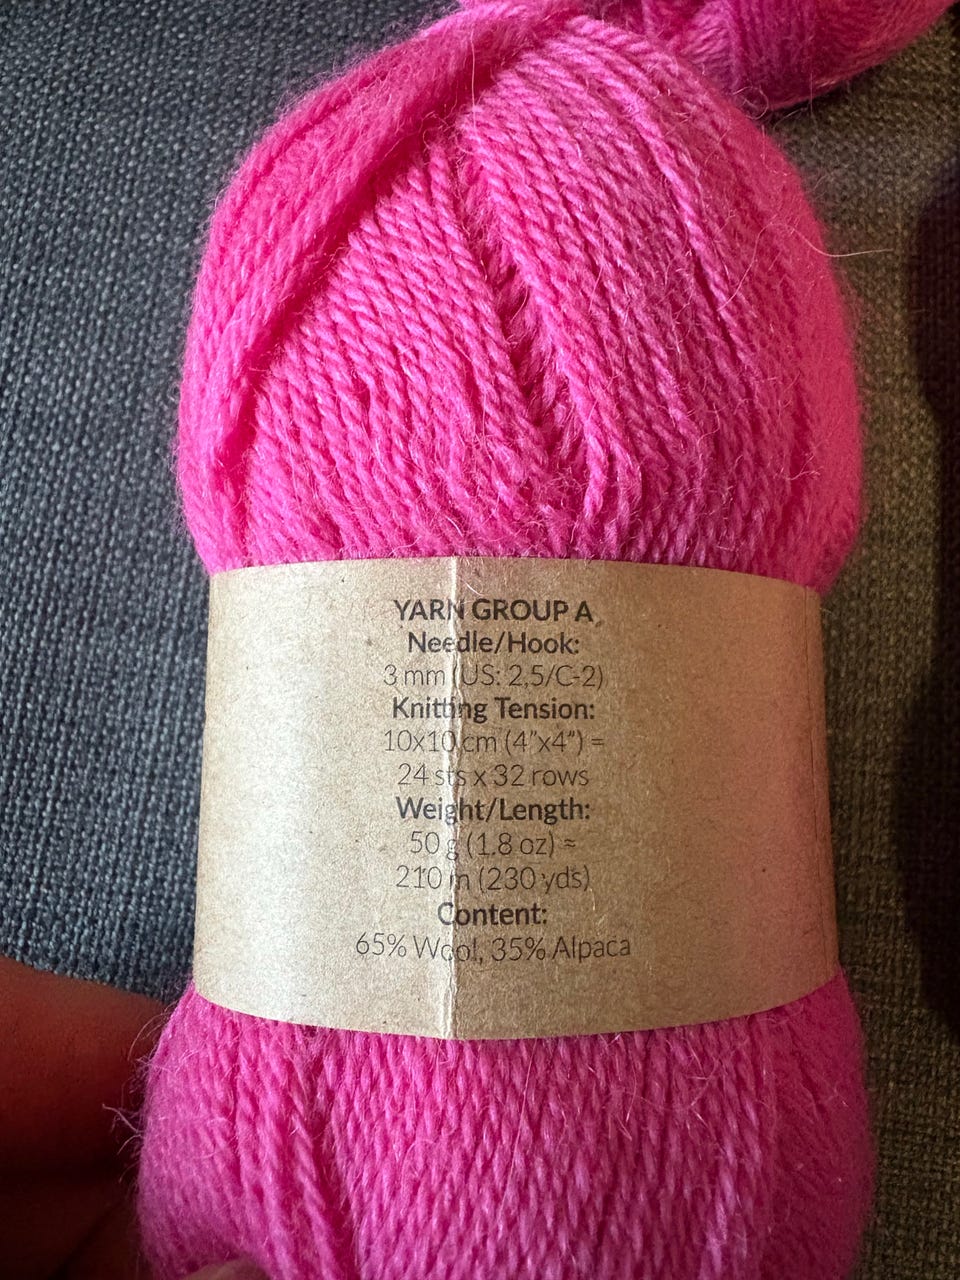 YARN GROUP A
Needle/Hook:
3 mm (US: 2,5/C-2)
Knitting Tension:
10x10 cm (4”x4”) =
24 sts x 32 rows
Weight/Length:
50 g (1.8 oz) ≈
210 m (230 yds)
Content:
65% Wool, 35% Alpaca